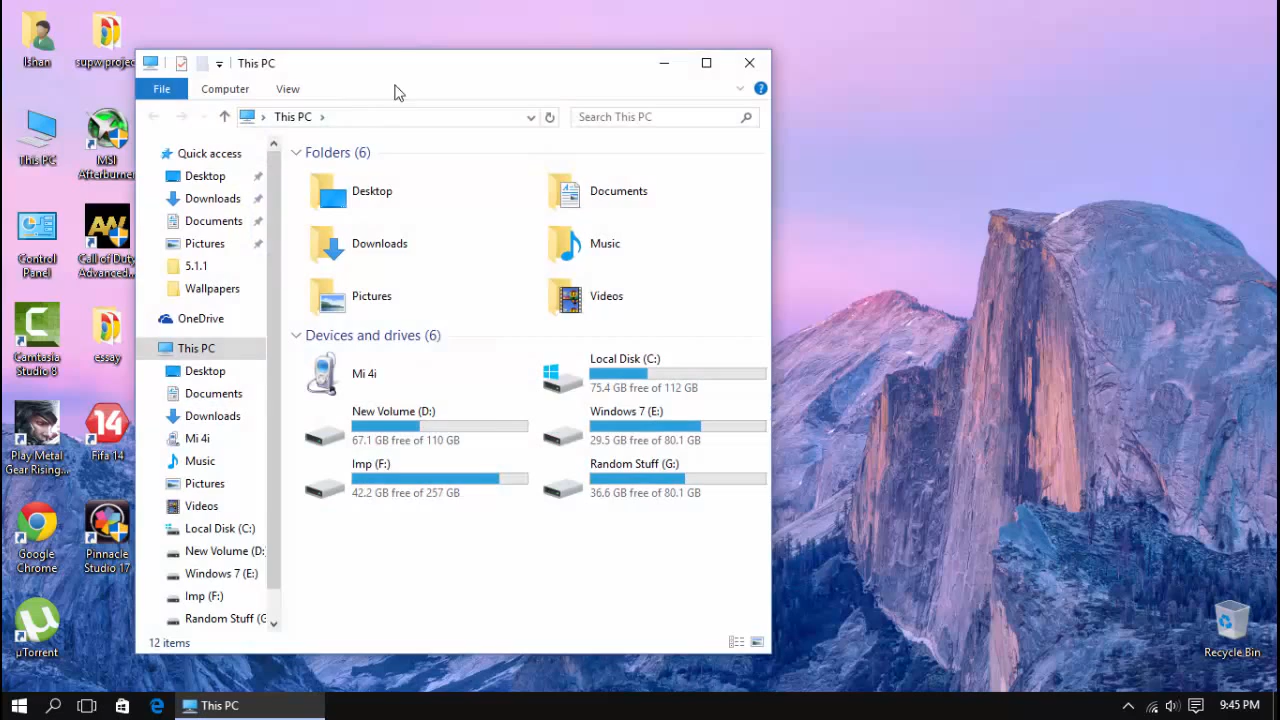 Ishan
supw projec
This PC
MSI
Afterburner
Control
Panel
Call of Duty
Advanced...
Camtasia
Studio 8
essay
Play Metal
Gear Rising...
Fifa 14
Google
Chrome
Pinnacle
Studio 17
µTorrent
This PC
File
Computer
View
This PC
Search This PC
Quick access
Desktop
Downloads
Documents
Pictures
5.1.1
Wallpapers
OneDrive
This PC
Desktop
Documents
Downloads
Mi 4i
Music
Pictures
Videos
Local Disk (C:)
New Volume (D:
Windows 7 (E:)
Imp (F:)
Random Stuff (G
Folders (6)
Desktop
Documents
Downloads
Music
Pictures
Videos
Devices and drives (6)
Mi 4i
Local Disk (C:)
75.4 GB free of 112 GB
New Volume (D:)
67.1 GB free of 110 GB
Windows 7 (E:)
29.5 GB free of 80.1 GB
Imp (F:)
42.2 GB free of 257 GB
Random Stuff (G:)
36.6 GB free of 80.1 GB
12 items
Recycle Bin
This PC
9:45 PM